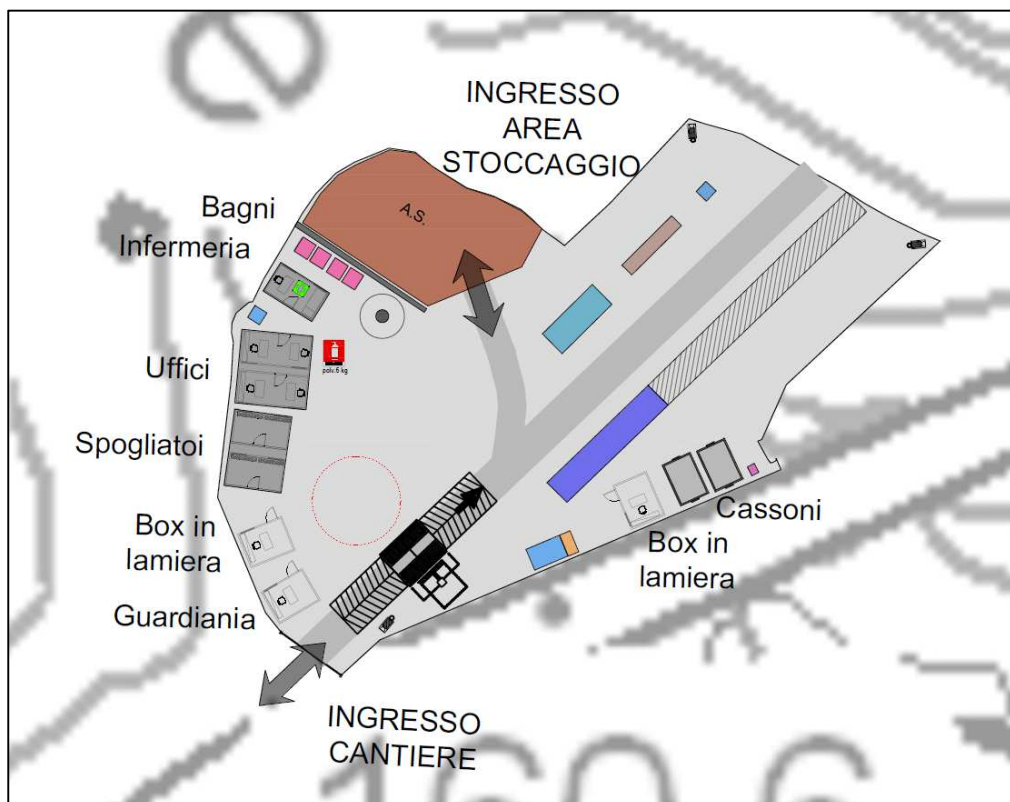 INGRESSO
AREA
STOCCAGGIO
A.S.
Bagni
Infermeria
Uffici
polv.6 kg
Spogliatoi
Box in
lamiera
Guardiania
Cassoni
Box in
lamiera
INGRESSO
CANTIERE